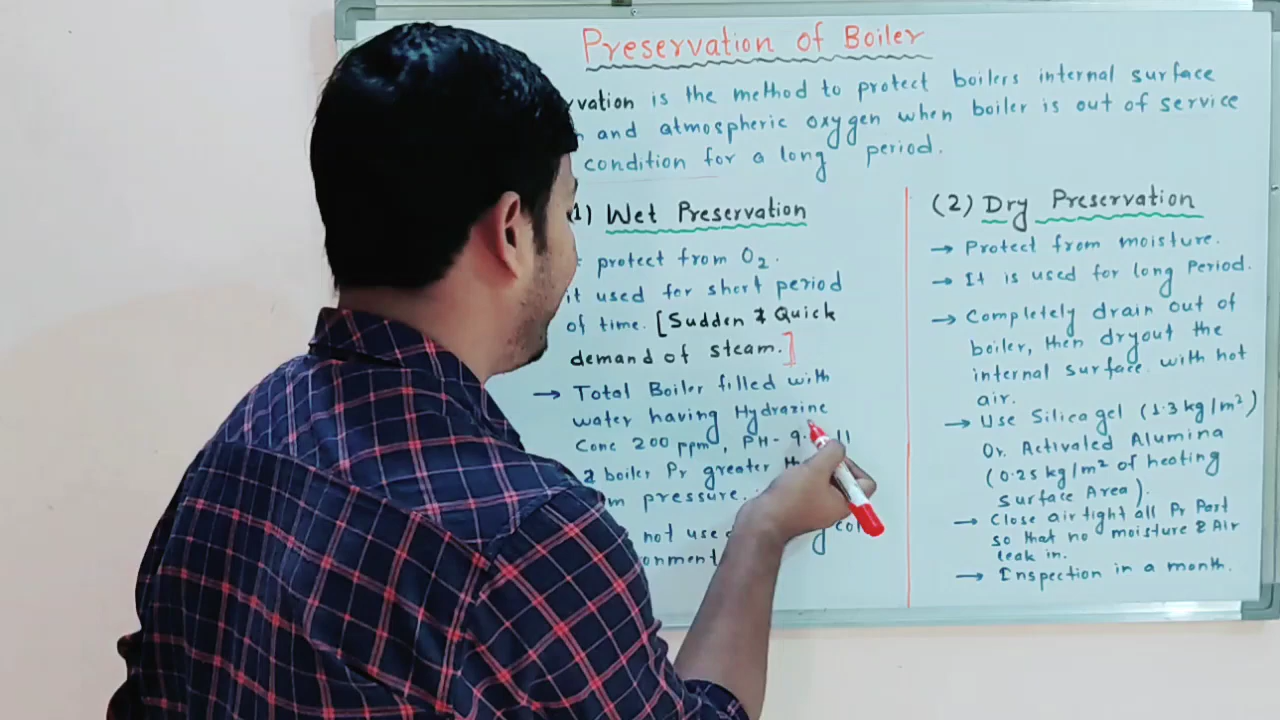 Preservation of Boiler
vation is the method to protect boilers internal surface
and atmospheric oxygen when boiler is out of service
condition for a long period.
1) Wet Preservation
protect from O2.
it used for short period
of time. [Sudden & Quick
demand of steam.]
→ Total Boiler filled with
water having Hydrazine
Conc 200 ppm, PH- 9. 11
& boiler Pr greater
m pressure.
not use
onment
(2) Dry Preservation
→ Protect from moisture.
→ It is used for long Period.
→ Completely drain out of
boiler, then dryout the
internal surface. with hot
air.
→ Use Silicagel (1.3 kg/m²)
Or. Activaled Alumina
(0.25 kg/m² of heating
Surface Area).
→ Close air tight all Pr Part
so that no moisture & Air
leak in.
→ Inspection in a month.